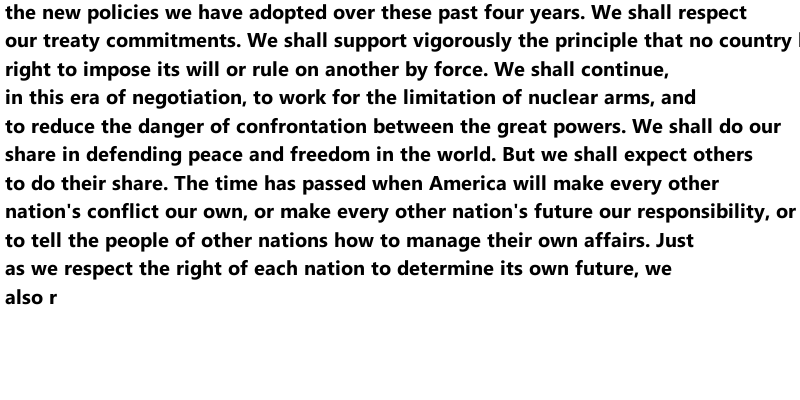 the new policies we have adopted over these past four years. We shall respect
our treaty commitments. We shall support vigorously the principle that no country
right to impose its will or rule on another by force. We shall continue,
in this era of negotiation, to work for the limitation of nuclear arms, and
to reduce the danger of confrontation between the great powers. We shall do our
share in defending peace and freedom in the world. But we shall expect others
to do their share. The time has passed when America will make every other
nation's conflict our own, or make every other nation's future our responsibility, or
to tell the people of other nations how to manage their own affairs. Just
as we respect the right of each nation to determine its own future, we
also r